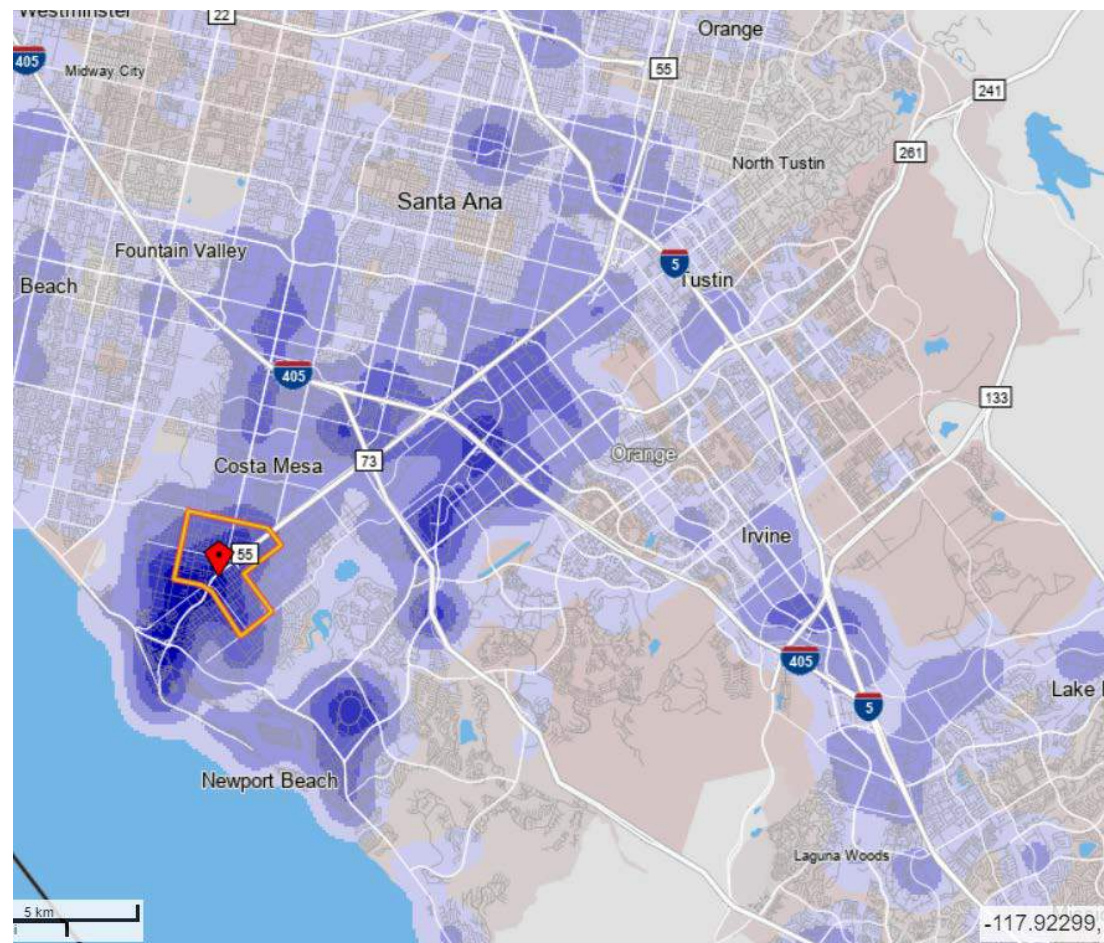 Westminster
22
Orange
405
Midway City
55
241
261
North Tustin
Santa Ana
Fountain Valley
5
Tustin
Beach
405
133
Costa Mesa
73
Orange
Irvine
55
405
Lake
5
Newport Beach
Laguna Woods
5 km
-117.92299,